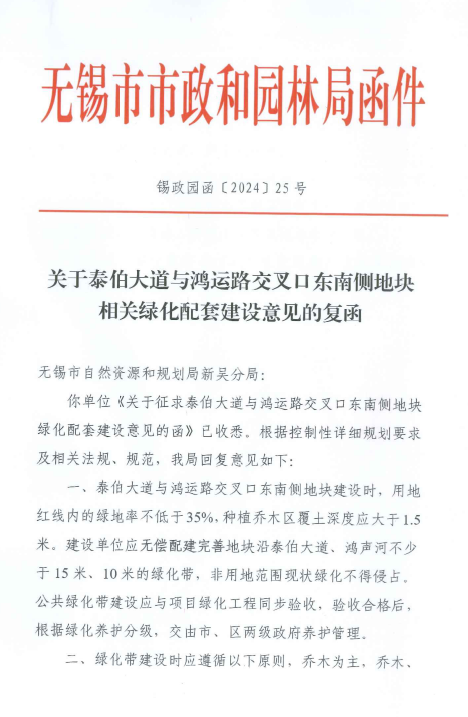 无锡市市政和园林局函件
锡政园函〔2024〕25号
关于泰伯大道与鸿运路交叉口东南侧地块
相关绿化配套建设意见的复函
无锡市自然资源和规划局新吴分局：
你单位《关于征求泰伯大道与鸿运路交叉口东南侧地块
绿化配套建设意见的函》已收悉。根据控制性详细规划要求
及相关法规、规范，我局回复意见如下：
一、泰伯大道与鸿运路交叉口东南侧地块建设时，用地
红线内的绿地率不低于35%，种植乔木区覆土深度应大于1.5
米。建设单位应无偿配建完善地块沿泰伯大道、鸿声河不少
于15米、10米的绿化带，非用地范围现状绿化不得侵占。
公共绿化带建设应与项目绿化工程同步验收，验收合格后，
根据绿化养护分级，交由市、区两级政府养护管理。
二、绿化带建设时应遵循以下原则，乔木为主，乔木、